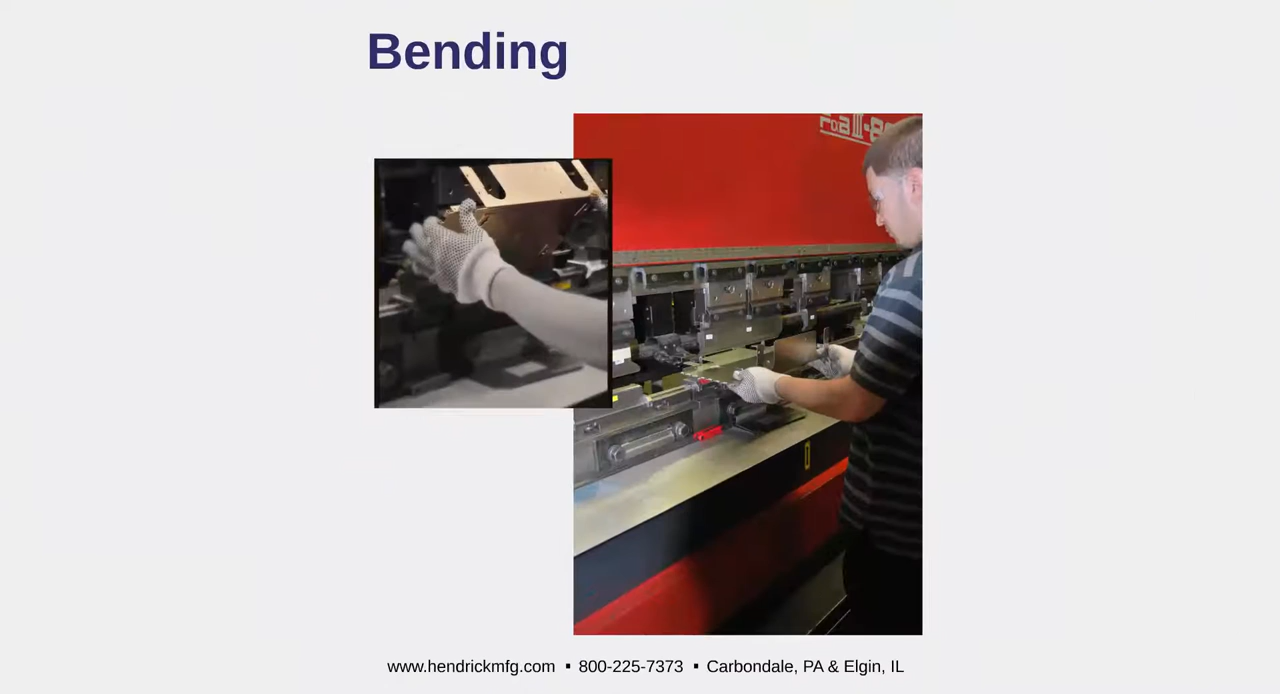 Bending
www.hendrickmfg.com ▪ 800-225-7373 ▪ Carbondale, PA & Elgin, IL